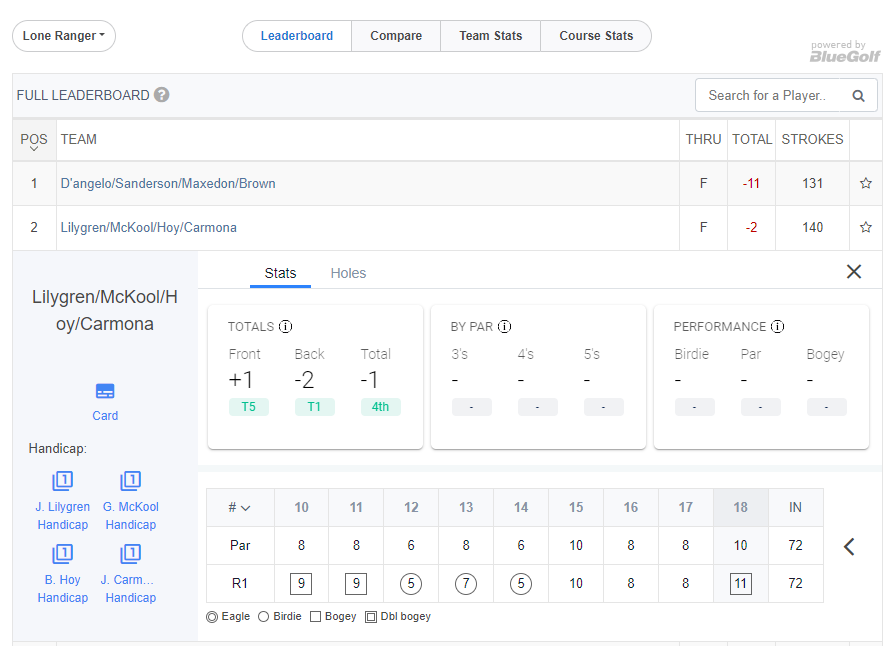 Lone Ranger
Leaderboard Compare Team Stats Course Stats
powered by
BlueGolf
FULL LEADERBOARD ?
Search for a Player..
POS TEAM THRU TOTAL STROKES
1 D'angelo/Sanderson/Maxedon/Brown F -11 131
2 Lilygren/McKool/Hoy/Carmona F -2 140
Lilygren/McKool/H
oy/Carmona
Card
Handicap:
1 1
J. Lilygren G. McKool
Handicap Handicap
1 1
B. Hoy J. Carm...
Handicap Handicap
Stats Holes
TOTALS i
Front Back Total
+1 -2 -1
T5 T1 4th
BY PAR i
3's 4's 5's
- - -
- - -
PERFORMANCE i
Birdie Par Bogey
- - -
- - -
# 10 11 12 13 14 15 16 17 18 IN
Par 8 8 6 8 6 10 8 8 10 72
R1 9 9 5 7 5 10 8 8 11 72
Eagle Birdie Bogey Dbl bogey